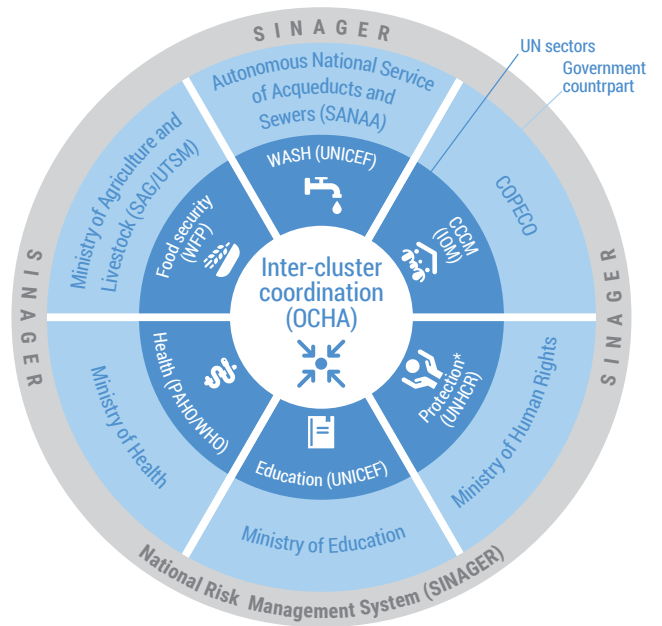 SINAGER
UN sectors
Government
countrpart
Autonomous National Service
of Acqueducts and
Sewers (SANAA)
WASH (UNICEF)
Ministry of Agriculture and
Livestock (SAG/UTSM)
Food security
(WFP)
CCCM
(IOM)
COPECO
SINAGER
SINAGER
Inter-cluster
coordination
(OCHA)
Health (PAHO/WHO)
Ministry of Health
Protection*
(UNHCR)
Ministry of Human Rights
Education (UNICEF)
Ministry of Education
National Risk Management System (SINAGER)